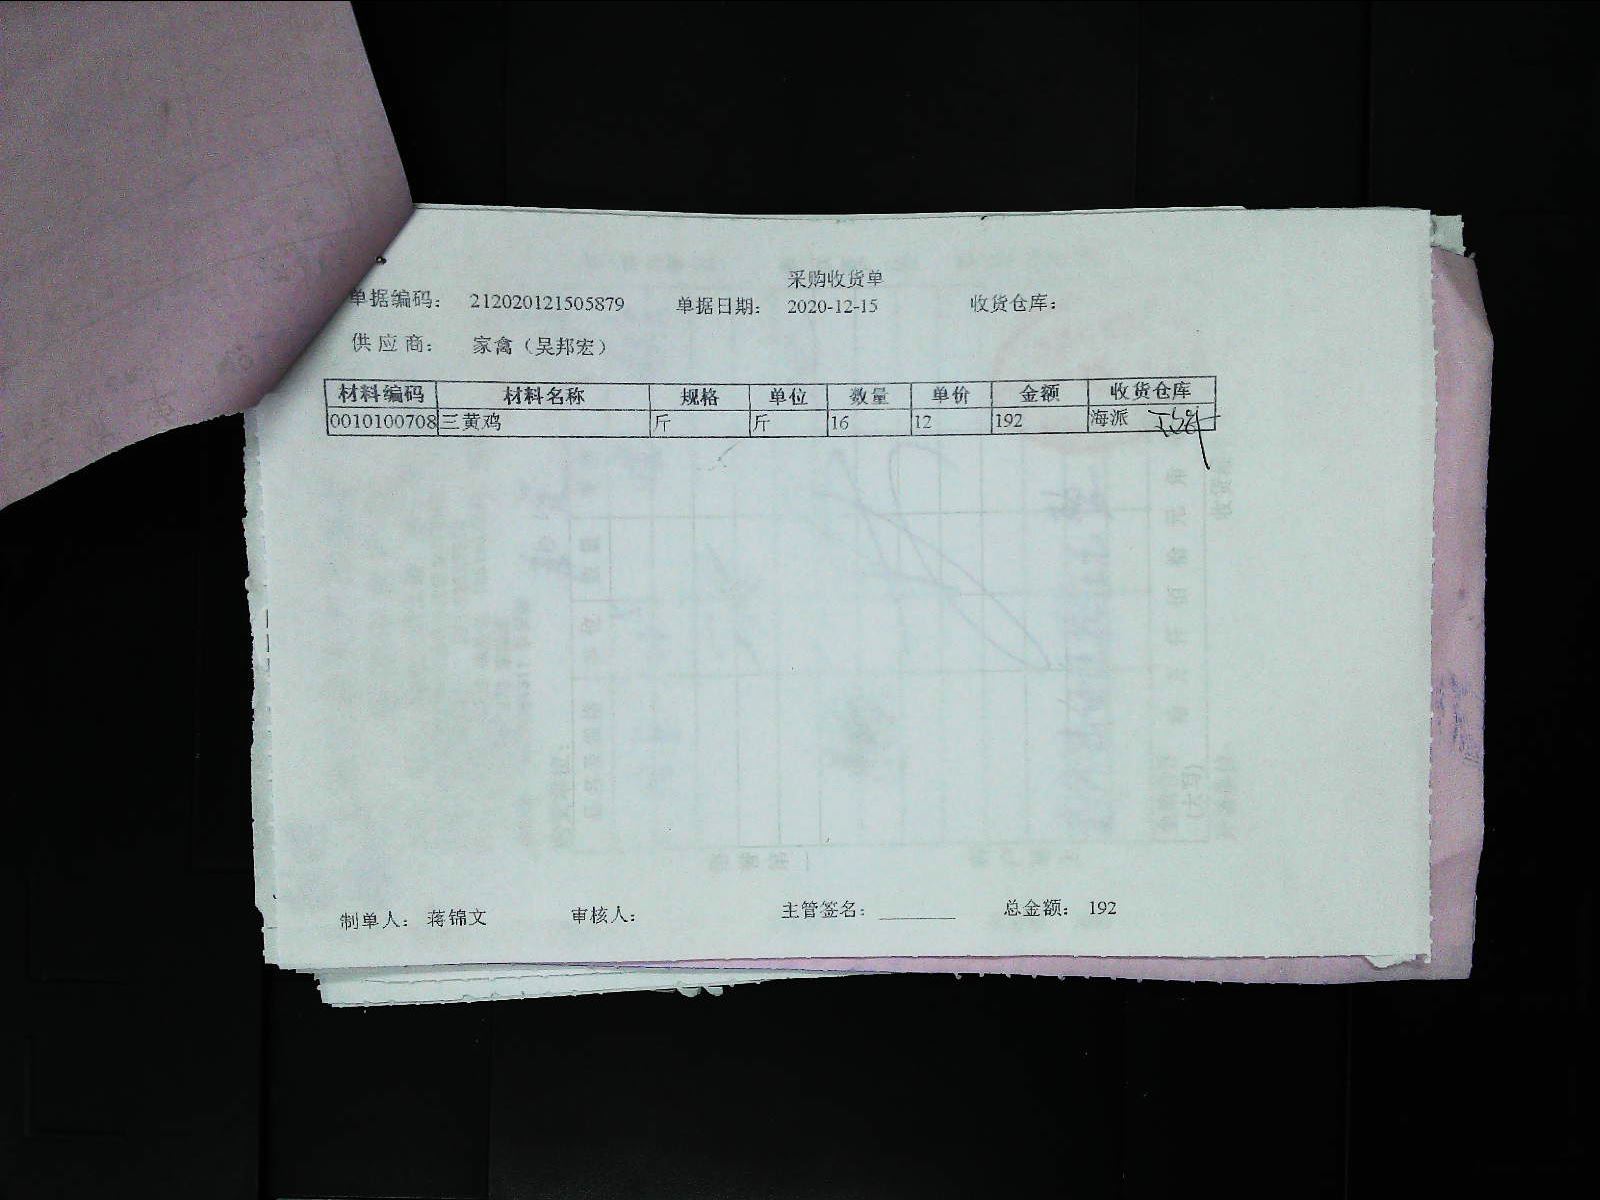 采购收货单
单据编码： 212020121505879 单据日期： 2020-12-15 收货仓库：
供应商： 家禽（吴邦宏）
材料编码 材料名称 规格 单位 数量 单价 金额 收货仓库
0010100708 三黄鸡 斤 斤 16 12 192 海派
制单人： 蒋锦文 审核人： 主管签名： ________ 总金额： 192